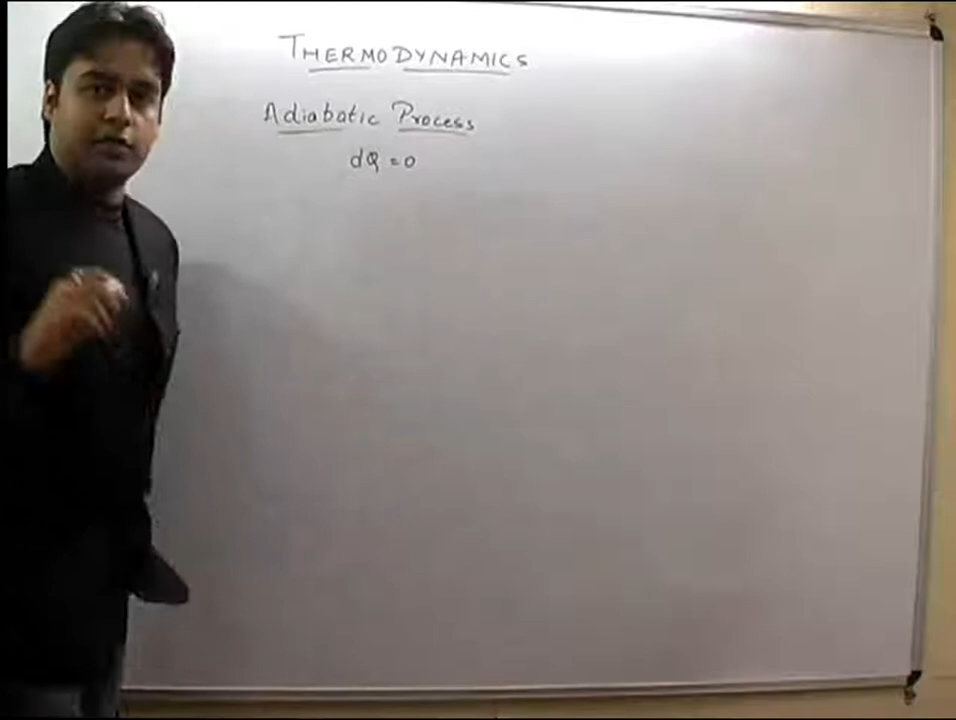 THERMODYNAMICS
Adiabatic Process
dQ = 0